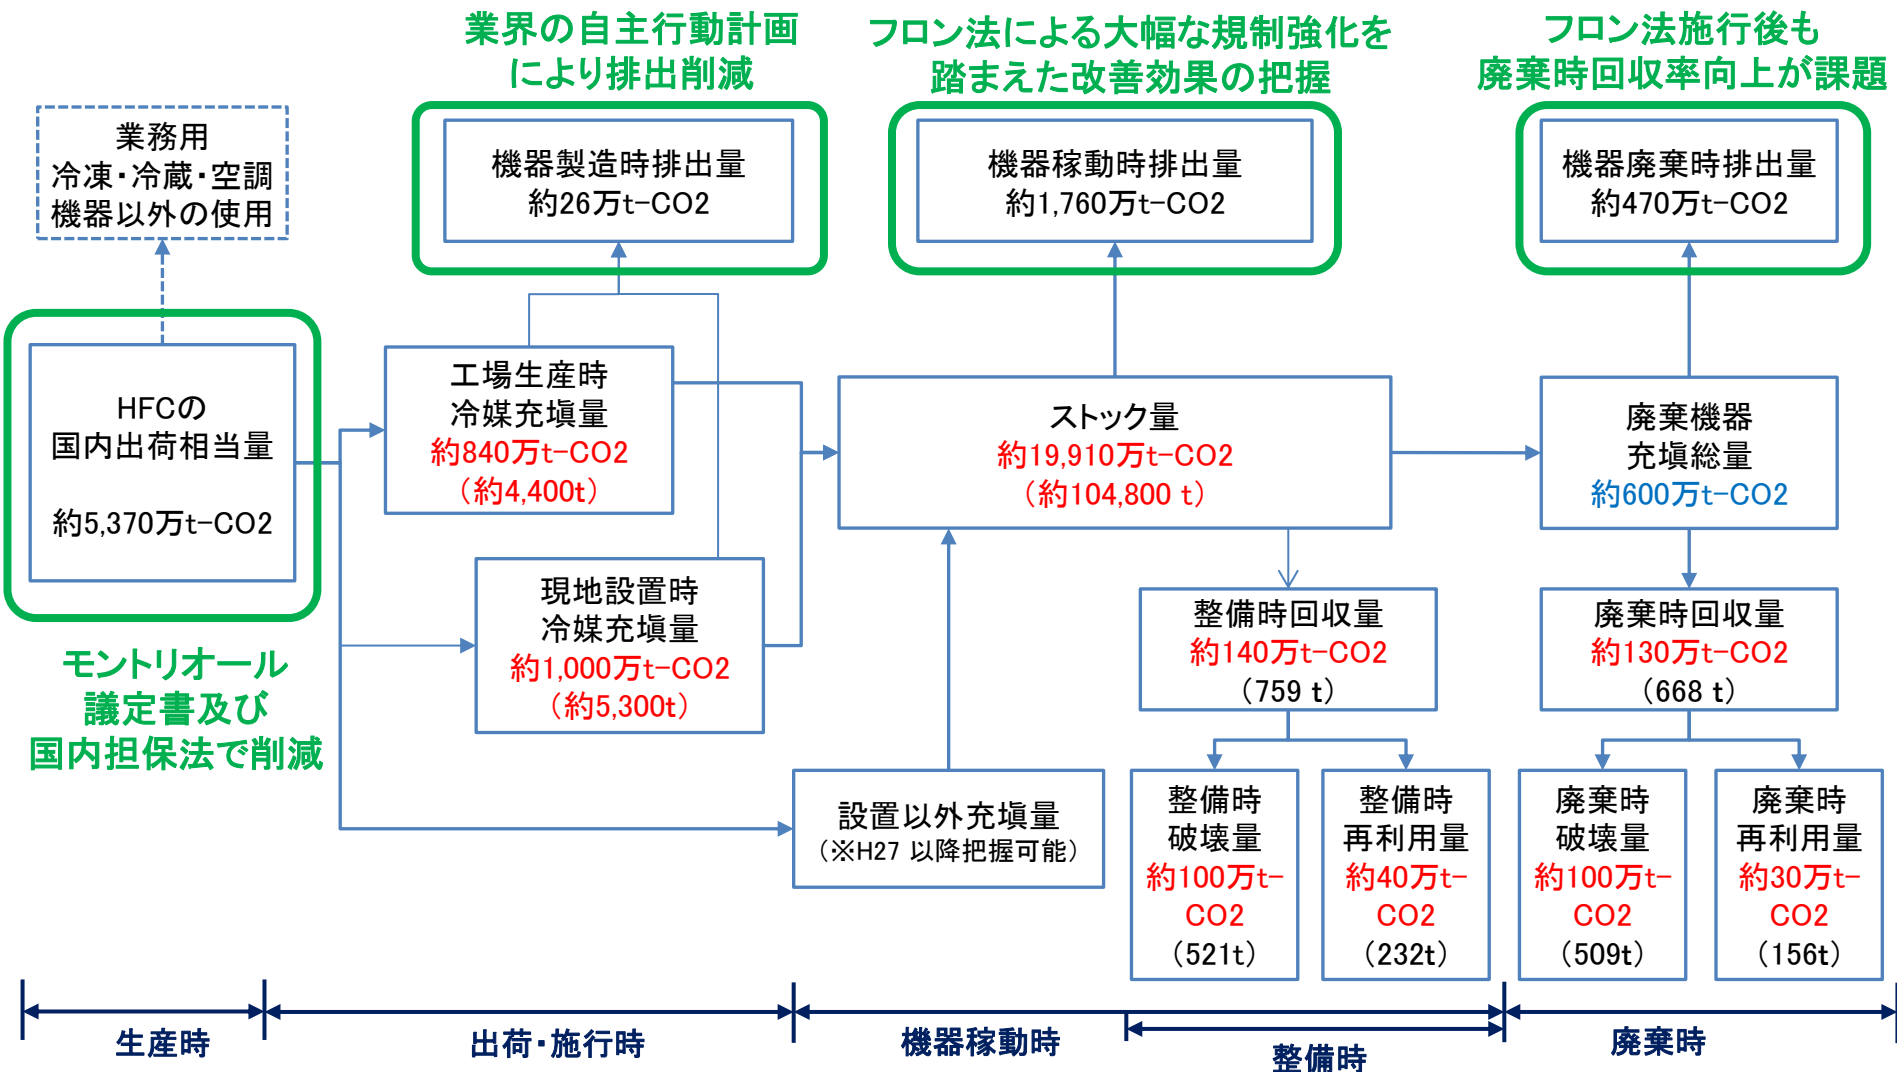 業界の自主行動計画
により排出削減
フロン法による大幅な規制強化を
踏まえた改善効果の把握
フロン法施行後も
廃棄時回収率向上が課題
業務用
冷凍・冷蔵・空調
機器以外の使用
機器製造時排出量
約26万t-CO2
機器稼動時排出量
約1,760万t-CO2
機器廃棄時排出量
約470万t-CO2
HFCの
国内出荷相当量
約5,370万t-CO2
工場生産時
冷媒充塡量
約840万t-CO2
(約4,400t)
ストック量
約19,910万t-CO2
(約104,800 t)
廃棄機器
充塡総量
約600万t-CO2
現地設置時
冷媒充塡量
約1,000万t-CO2
(約5,300t)
整備時回収量
約140万t-CO2
(759 t)
廃棄時回収量
約130万t-CO2
(668 t)
モントリオール
議定書及び
国内担保法で削減
設置以外充塡量
(※H27 以降把握可能)
整備時
破壊量
約100万t-
CO2
(521t)
整備時
再利用量
約40万t-
CO2
(232t)
廃棄時
破壊量
約100万t-
CO2
(509t)
廃棄時
再利用量
約30万t-
CO2
(156t)
生産時
出荷・施行時
機器稼動時
整備時
廃棄時